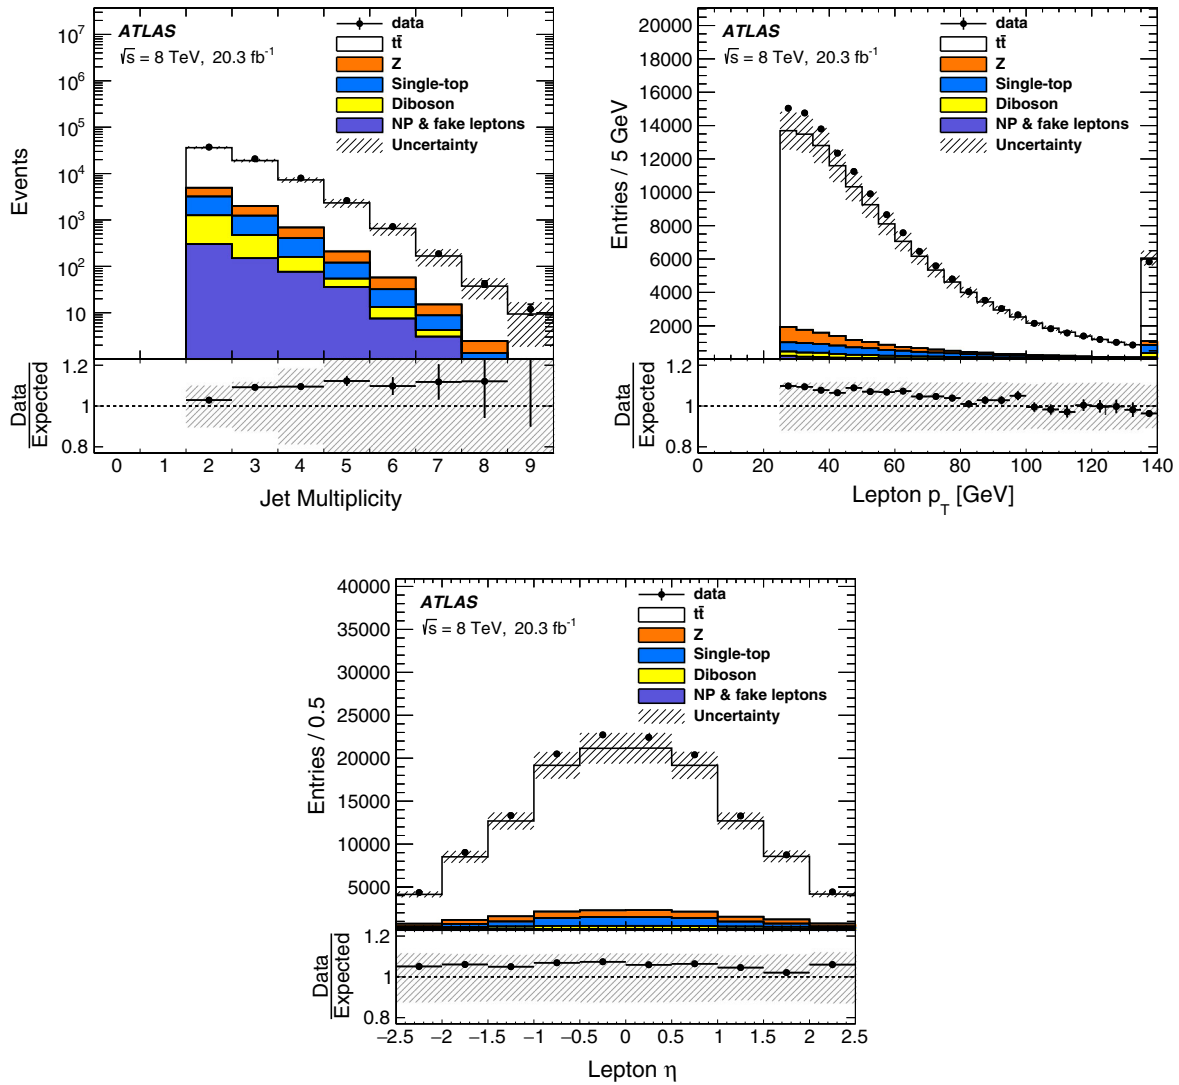 ATLAS
√s = 8 TeV, 20.3 fb⁻¹
data
tt̄
Z
Single-top
Diboson
NP & fake leptons
Uncertainty
Events
10⁷
10⁶
10⁵
10⁴
10³
10²
10
Data
Expected
1.2
1
0.8
0 1 2 3 4 5 6 7 8 9
Jet Multiplicity
ATLAS
√s = 8 TeV, 20.3 fb⁻¹
data
tt̄
Z
Single-top
Diboson
NP & fake leptons
Uncertainty
Entries / 5 GeV
20000
18000
16000
14000
12000
10000
8000
6000
4000
2000
Data
Expected
1.2
1
0.8
0 20 40 60 80 100 120 140
Lepton p_T [GeV]
ATLAS
√s = 8 TeV, 20.3 fb⁻¹
data
tt̄
Z
Single-top
Diboson
NP & fake leptons
Uncertainty
Entries / 0.5
40000
35000
30000
25000
20000
15000
10000
5000
Data
Expected
1.2
1
0.8
−2.5 −2 −1.5 −1 −0.5 0 0.5 1 1.5 2 2.5
Lepton η